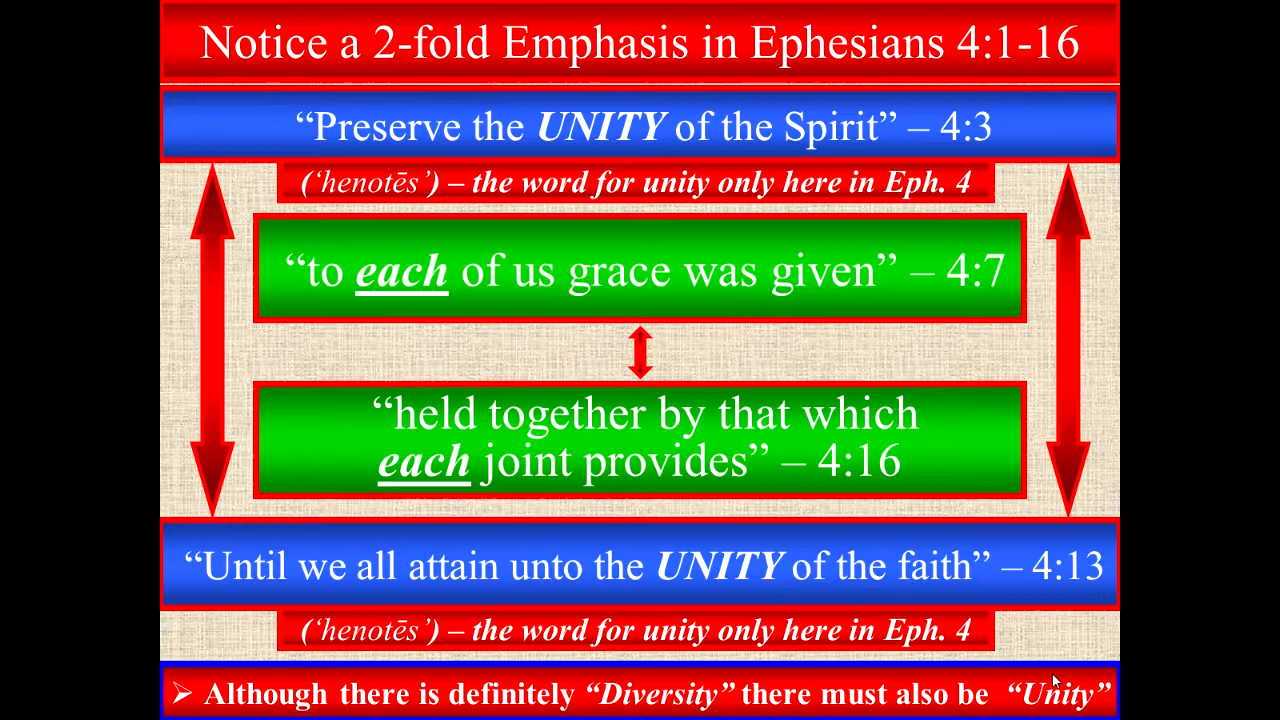 Notice a 2-fold Emphasis in Ephesians 4:1-16
“Preserve the UNITY of the Spirit” – 4:3
(‘henotēs’) – the word for unity only here in Eph. 4
“to each of us grace was given” – 4:7
“held together by that which
each joint provides” – 4:16
“Until we all attain unto the UNITY of the faith” – 4:13
(‘henotēs’) – the word for unity only here in Eph. 4
➢ Although there is definitely “Diversity” there must also be “Unity”